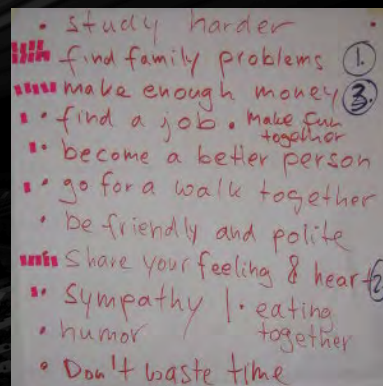 • study harder
find family problems 1.
make enough money 3.
• find a job. Make fun
together
• become a better person
• go for a walk together
• be friendly and polite
Share your feeling & heart 2
• Sympathy | • eating
• humor together
• Don't waste time